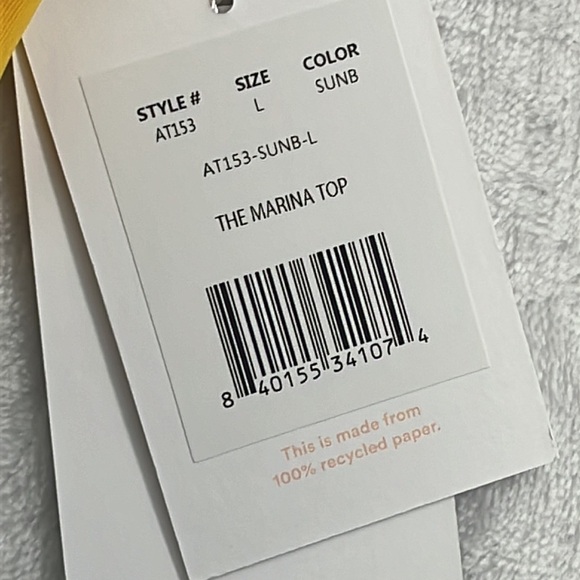 STYLE # SIZE COLOR
AT153 L SUNB
AT153-SUNB-L
THE MARINA TOP
8 40155 34107 4
This is made from
100% recycled paper.